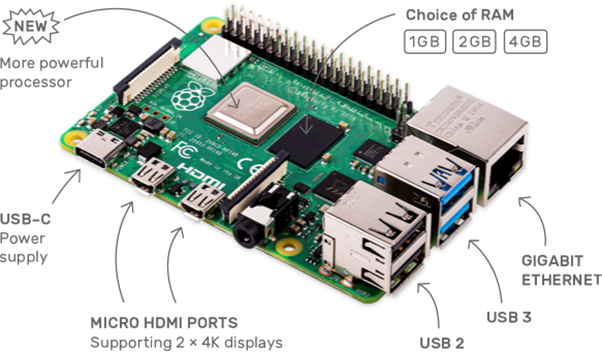 NEW
More powerful
processor
Choice of RAM
1GB 2GB 4GB
HDMI
USB-C
Power
supply
MICRO HDMI PORTS
Supporting 2 × 4K displays
USB 2
USB 3
GIGABIT
ETHERNET